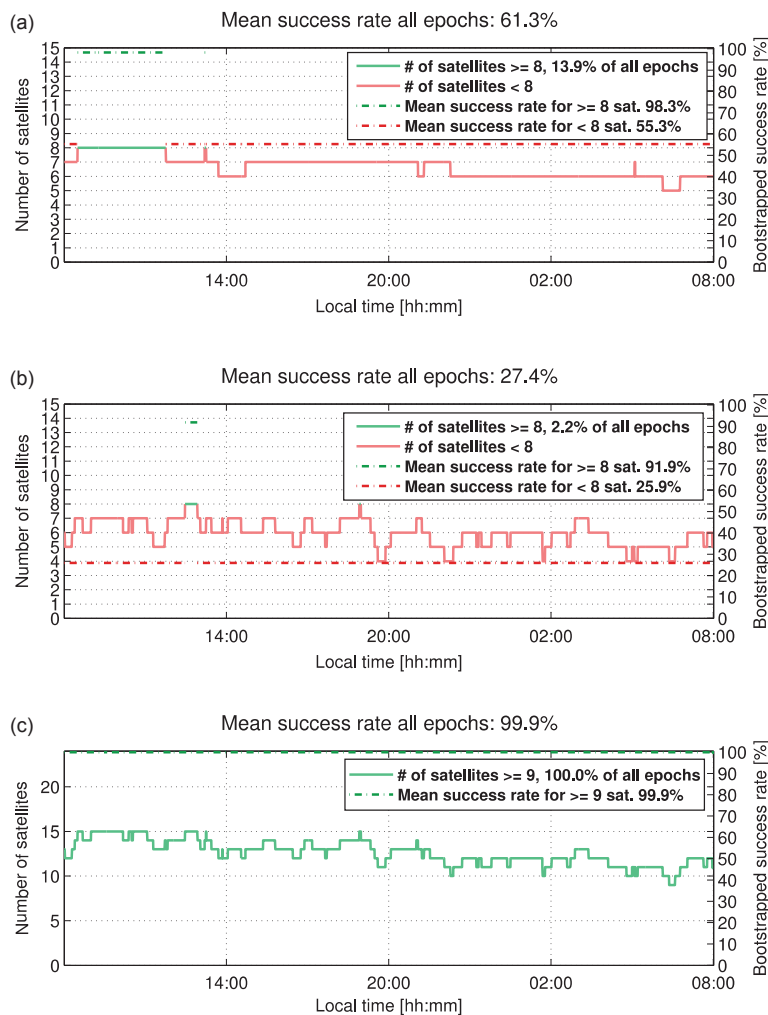 (a)
Mean success rate all epochs: 61.3%
Number of satellites
15
14
13
12
11
10
9
8
7
6
5
4
3
2
1
0
# of satellites >= 8, 13.9% of all epochs
# of satellites < 8
Mean success rate for >= 8 sat. 98.3%
Mean success rate for < 8 sat. 55.3%
100
90
80
70
60
50
40
30
20
10
0
Bootstrapped success rate [%]
14:00 20:00 02:00 08:00
Local time [hh:mm]
(b)
Mean success rate all epochs: 27.4%
Number of satellites
15
14
13
12
11
10
9
8
7
6
5
4
3
2
1
0
# of satellites >= 8, 2.2% of all epochs
# of satellites < 8
Mean success rate for >= 8 sat. 91.9%
Mean success rate for < 8 sat. 25.9%
100
90
80
70
60
50
40
30
20
10
0
Bootstrapped success rate [%]
14:00 20:00 02:00 08:00
Local time [hh:mm]
(c)
Mean success rate all epochs: 99.9%
Number of satellites
20
15
10
5
0
# of satellites >= 9, 100.0% of all epochs
Mean success rate for >= 9 sat. 99.9%
100
90
80
70
60
50
40
30
20
10
0
Bootstrapped success rate [%]
14:00 20:00 02:00 08:00
Local time [hh:mm]